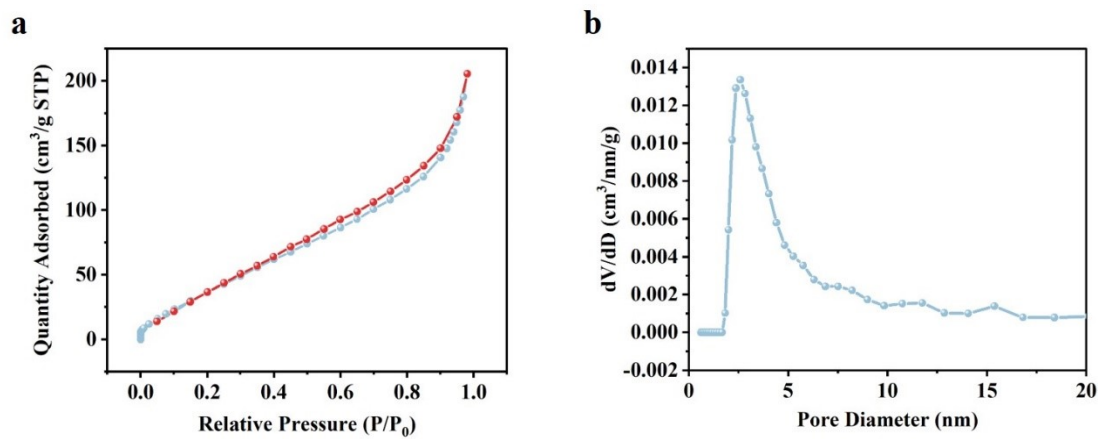 a
Quantity Adsorbed (cm³/g STP)
200
150
100
50
0
0.0 0.2 0.4 0.6 0.8 1.0
Relative Pressure (P/P₀)
b
dV/dD (cm³/nm/g)
0.014
0.012
0.010
0.008
0.006
0.004
0.002
0.000
-0.002
0 5 10 15 20
Pore Diameter (nm)